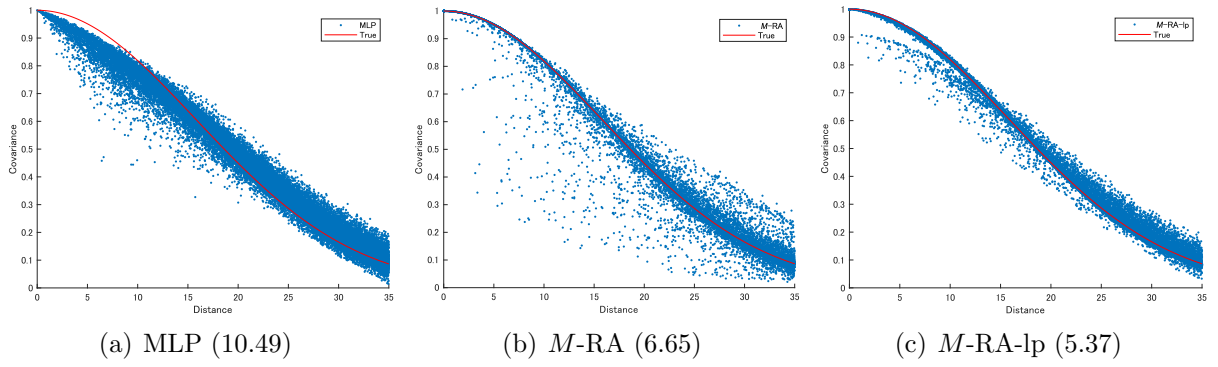 MLP
True
Covariance
1
0.9
0.8
0.7
0.6
0.5
0.4
0.3
0.2
0.1
0
0 5 10 15 20 25 30 35
Distance
(a) MLP (10.49)
M-RA
True
Covariance
1
0.9
0.8
0.7
0.6
0.5
0.4
0.3
0.2
0.1
0
0 5 10 15 20 25 30 35
Distance
(b) M-RA (6.65)
M-RA-lp
True
Covariance
1
0.9
0.8
0.7
0.6
0.5
0.4
0.3
0.2
0.1
0
0 5 10 15 20 25 30 35
Distance
(c) M-RA-lp (5.37)